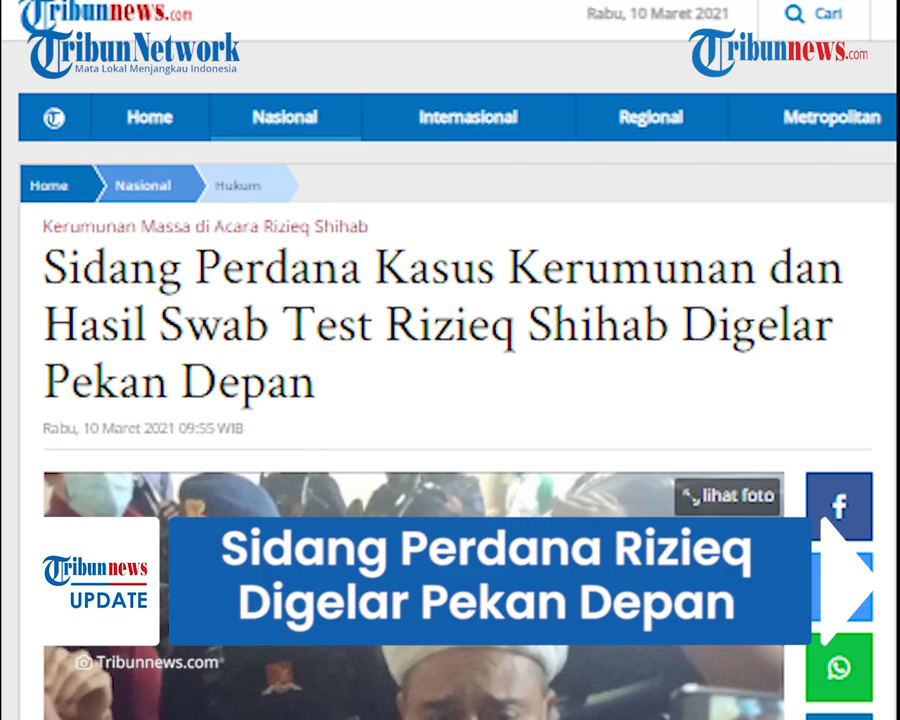 Tribunnews.com
Rabu, 10 Maret 2021
Cari
Tribun Network
Mata Lokal Menjangkau Indonesia
Tribunnews.com
Home
Nasional
Internasional
Regional
Metropolitan
Home
Nasional
Hukum
Kerumunan Massa di Acara Rizieq Shihab
Sidang Perdana Kasus Kerumunan dan
Hasil Swab Test Rizieq Shihab Digelar
Pekan Depan
Rabu, 10 Maret 2021 09:55 WIB
lihat foto
Tribunnews
UPDATE
Sidang Perdana Rizieq
Digelar Pekan Depan
Tribunnews.com